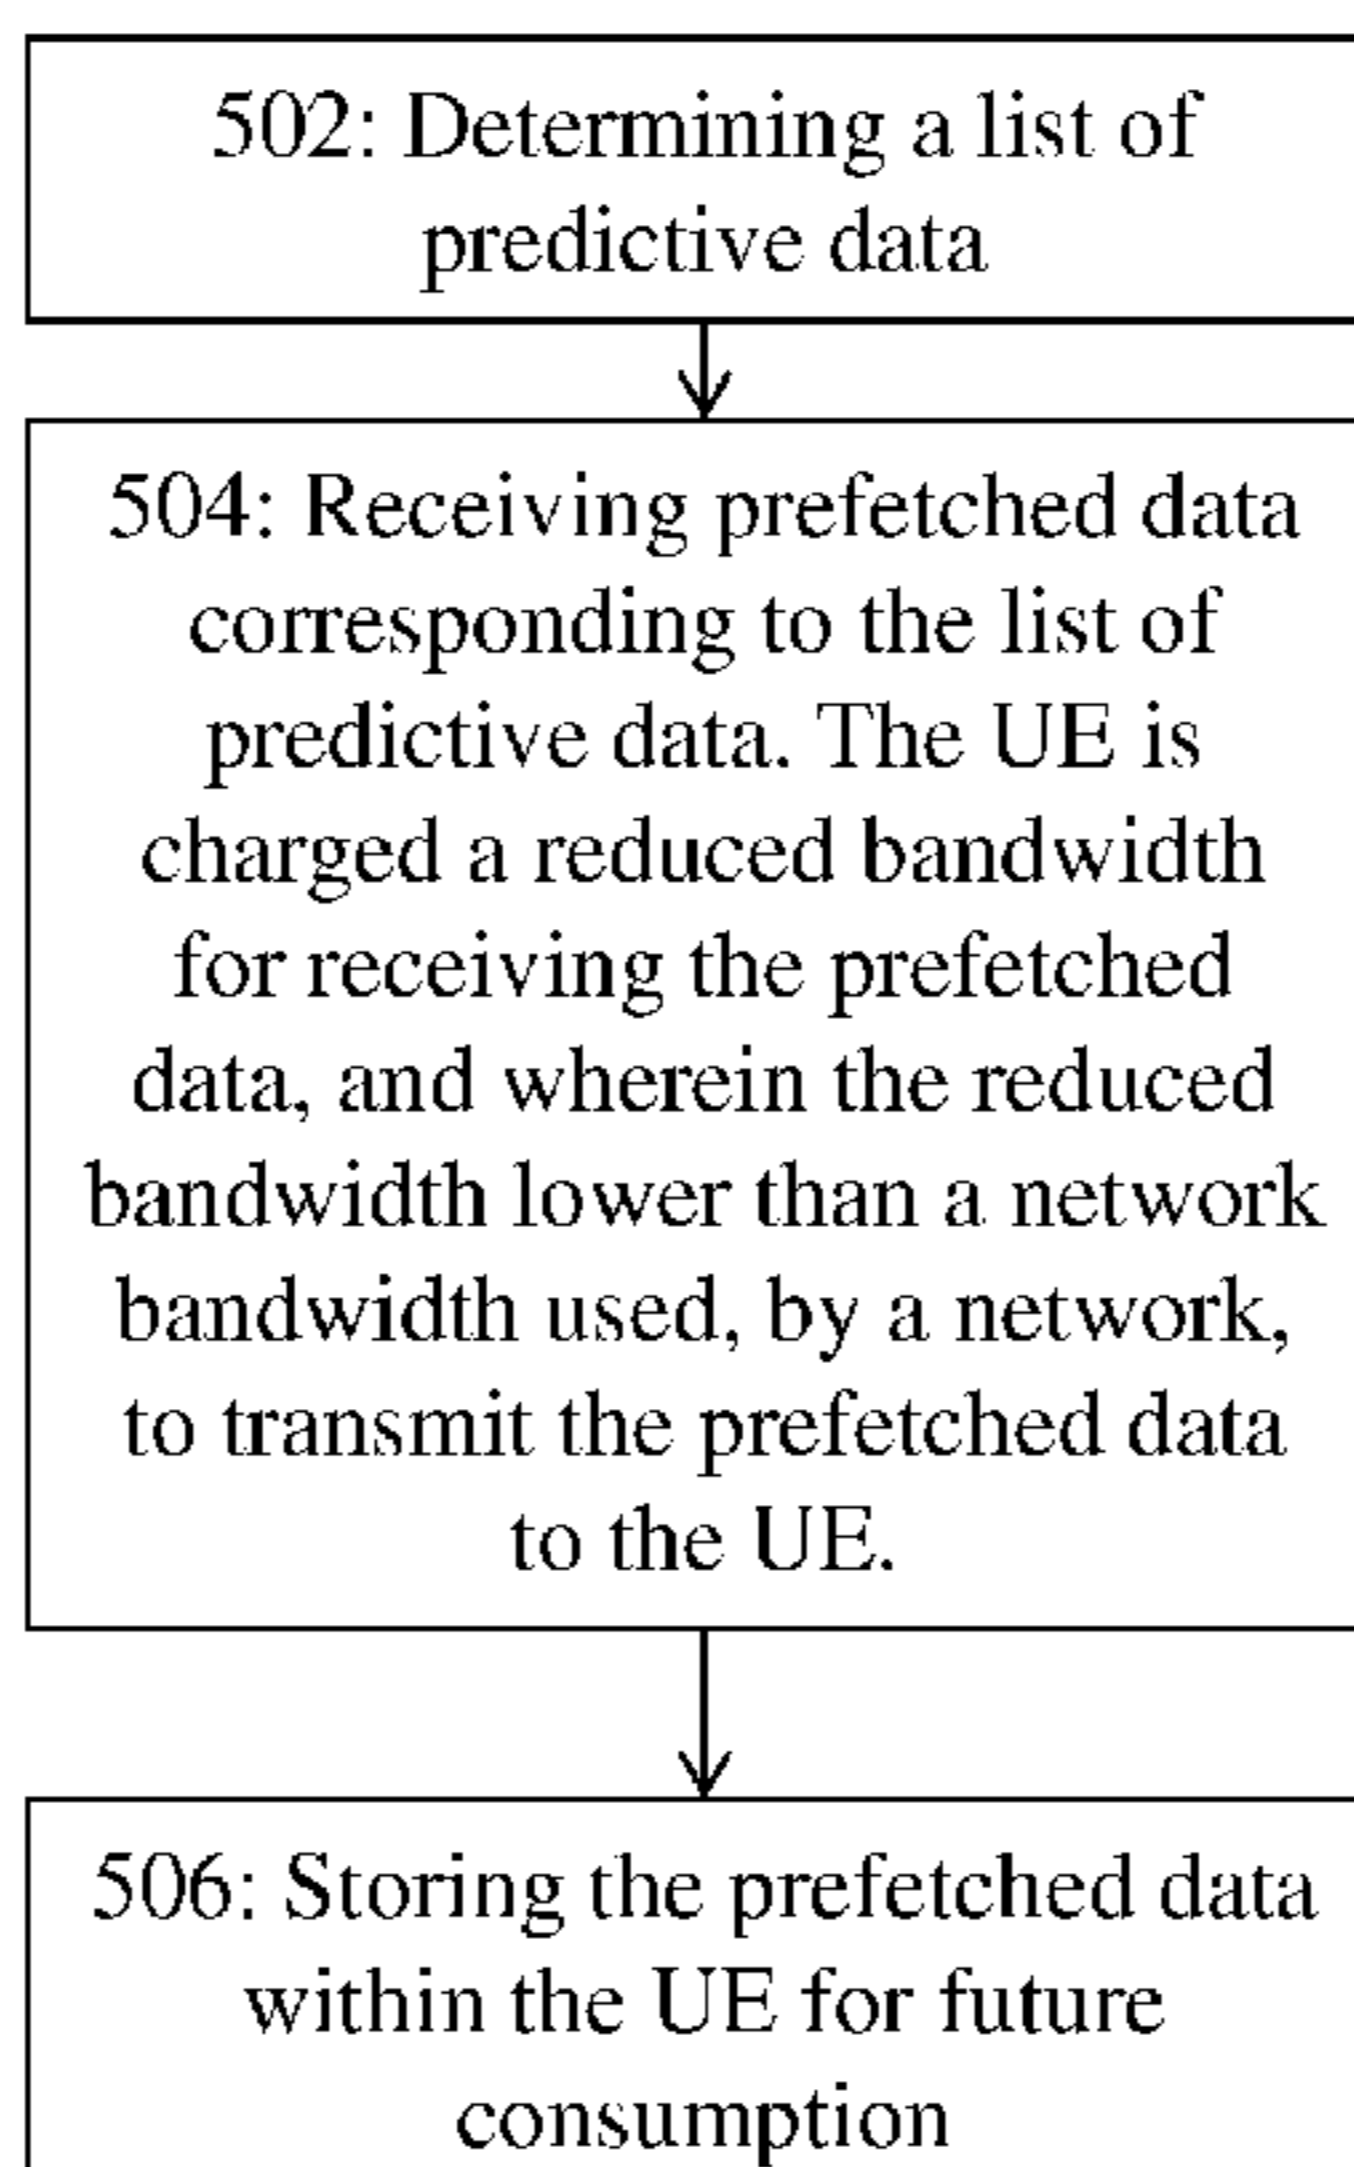 502: Determining a list of
predictive data
504: Receiving prefetched data
corresponding to the list of
predictive data. The UE is
charged a reduced bandwidth
for receiving the prefetched
data, and wherein the reduced
bandwidth lower than a network
bandwidth used, by a network,
to transmit the prefetched data
to the UE.
506: Storing the prefetched data
within the UE for future
consumption